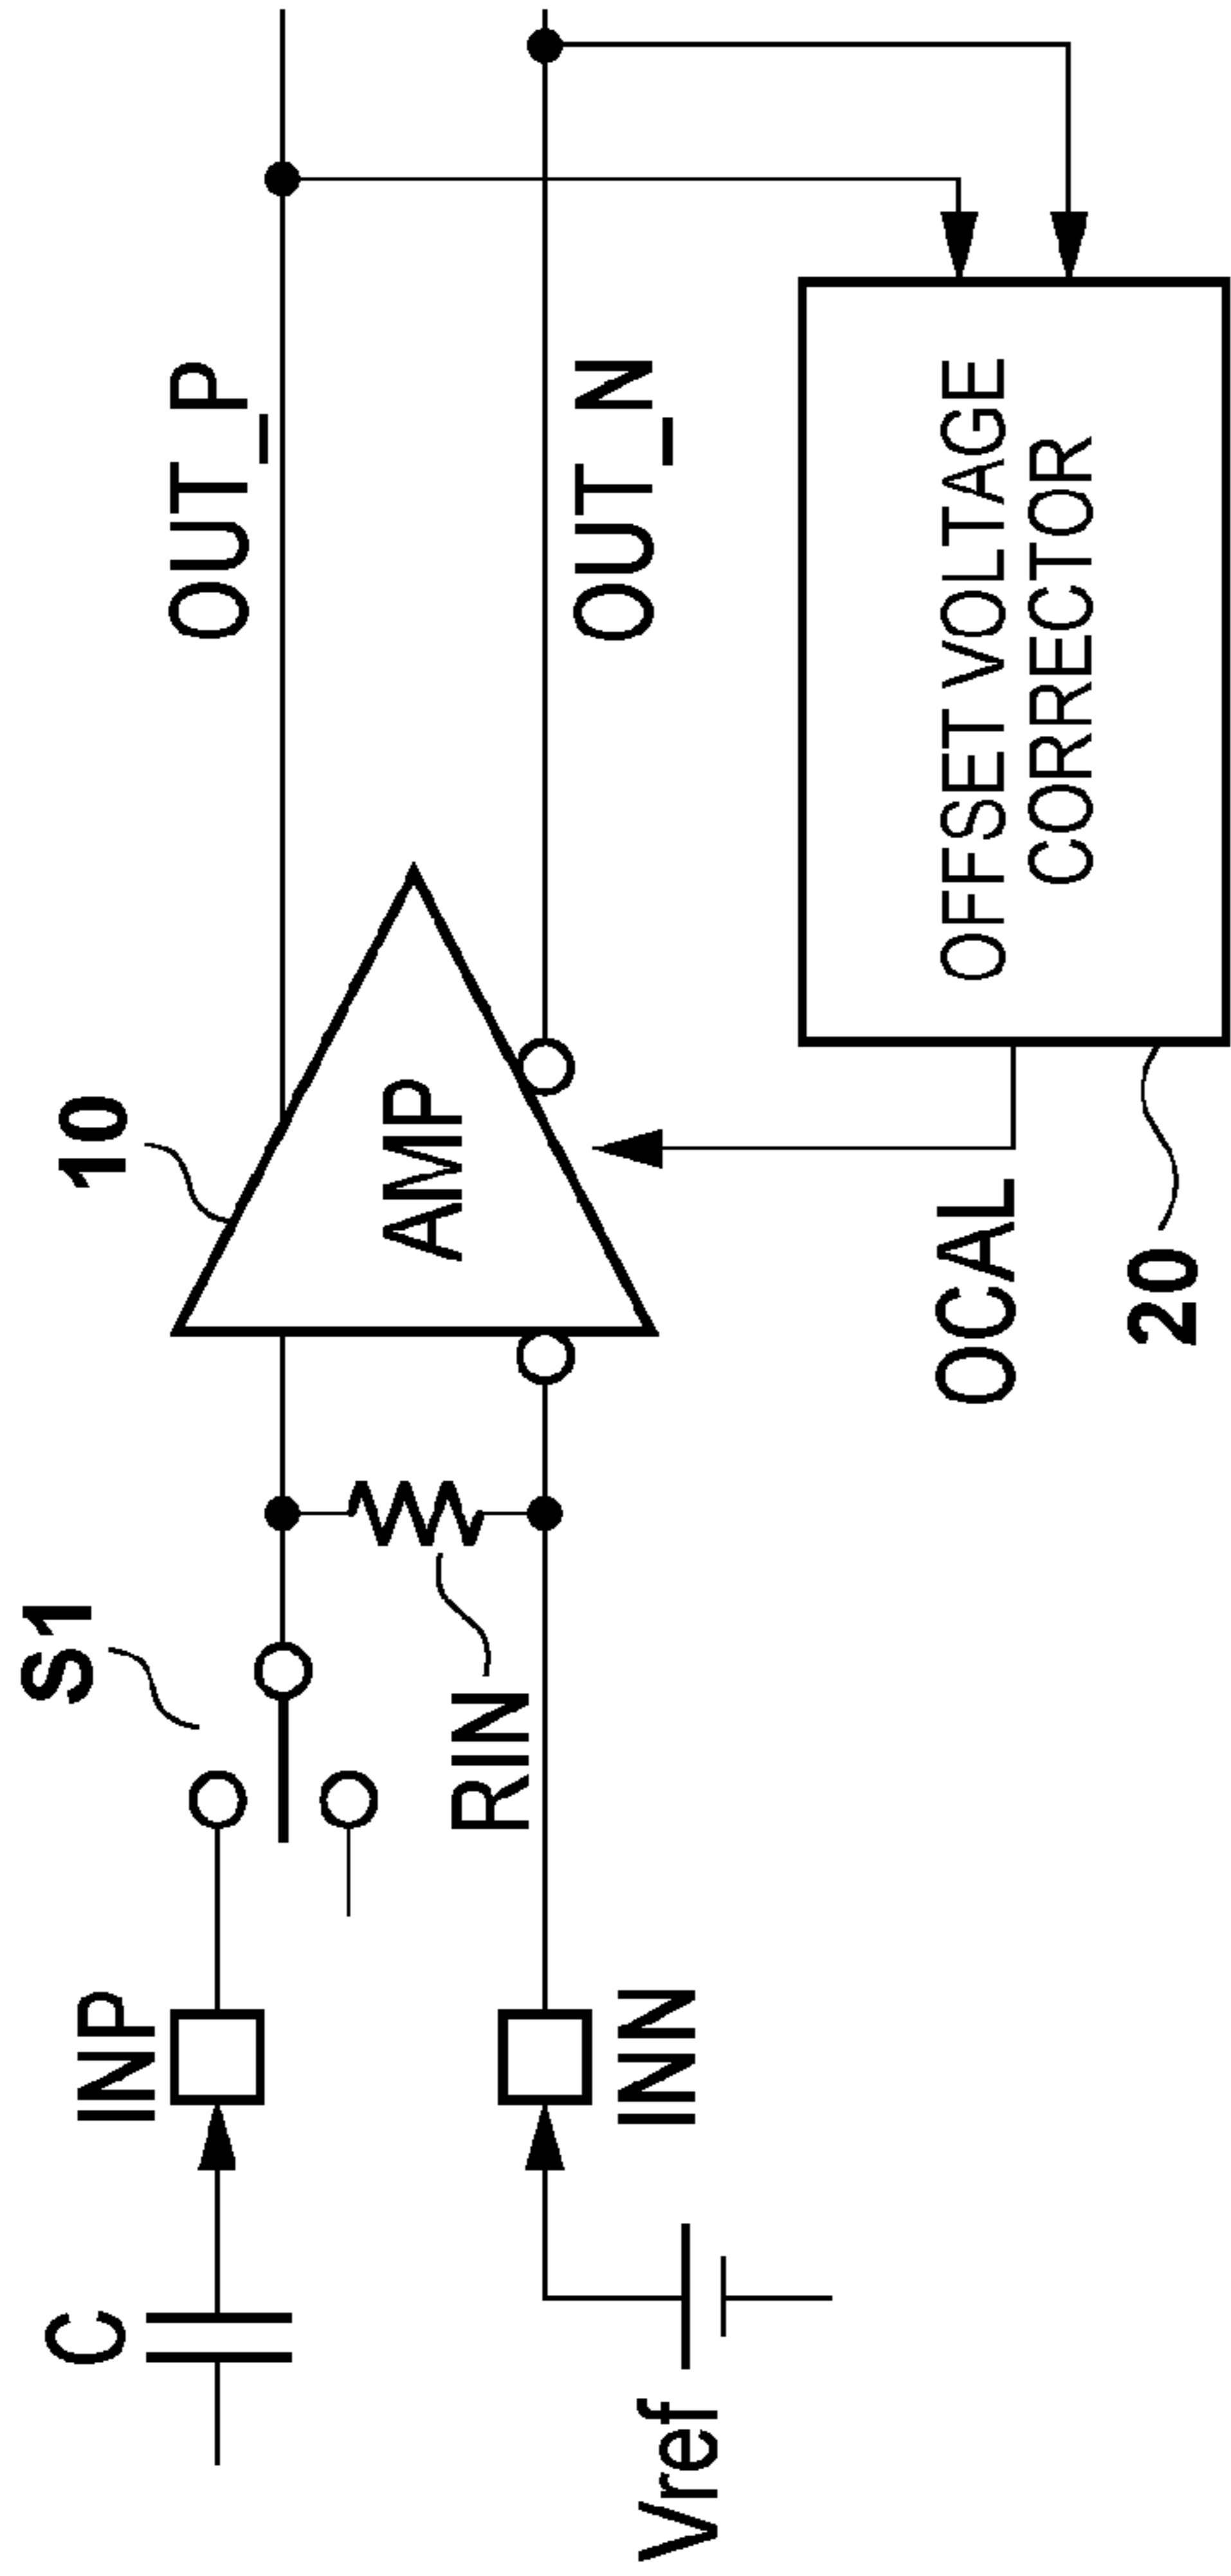 S1
10
C
INP
OUT_P
AMP
RIN
OUT_N
INN
Vref
OCAL
OFFSET VOLTAGE
CORRECTOR
20